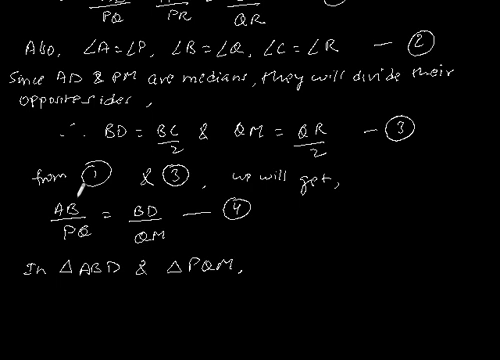 PQ PR QR
Also, ∠A=∠P, ∠B=∠Q, ∠C=∠R — ②
Since AD & PM are medians, they will divide their
opposite sides,
∴ BD = BC/2 & QM = QR/2 — ③
from ① & ③, we will get,
AB/PQ = BD/QM — ④
In △ABD & △PQM,